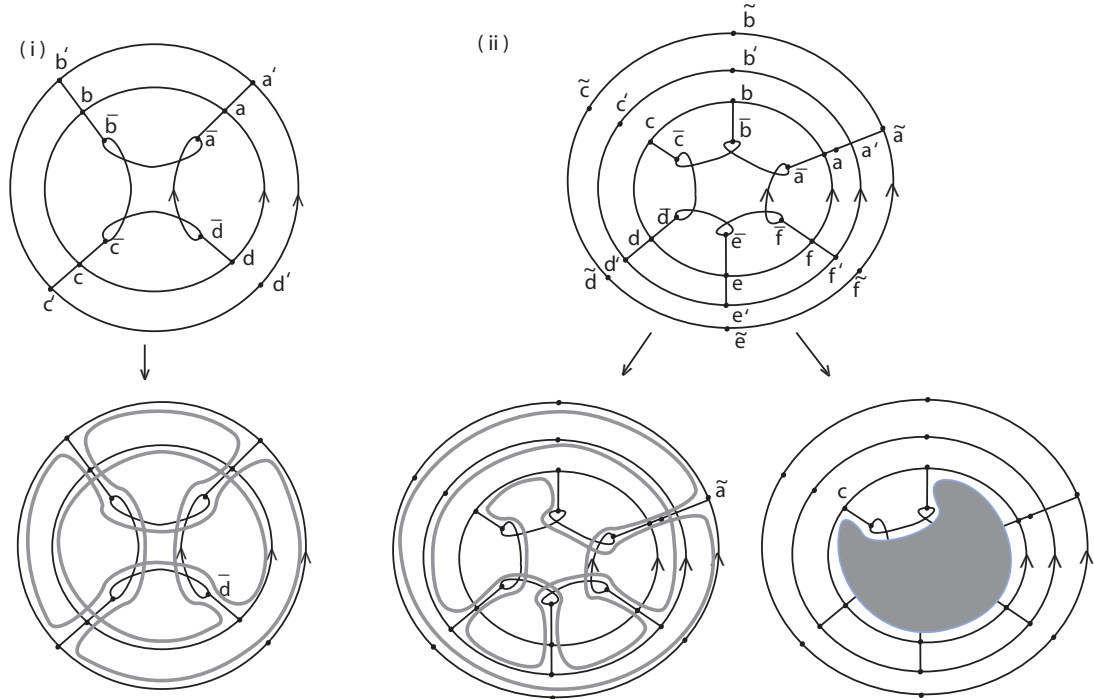 (i)
b′
a′
b
a
b̄
ā
c̄
d̄
c
d
c′
d′
(ii)
b̃
b′
c̃
c′
b
c
c̄
b̄
ã
a′
a
ā
d̄
f̄
ē
d
f
d′
f′
d̃
e
f̃
e′
ẽ
d̄
ã
c